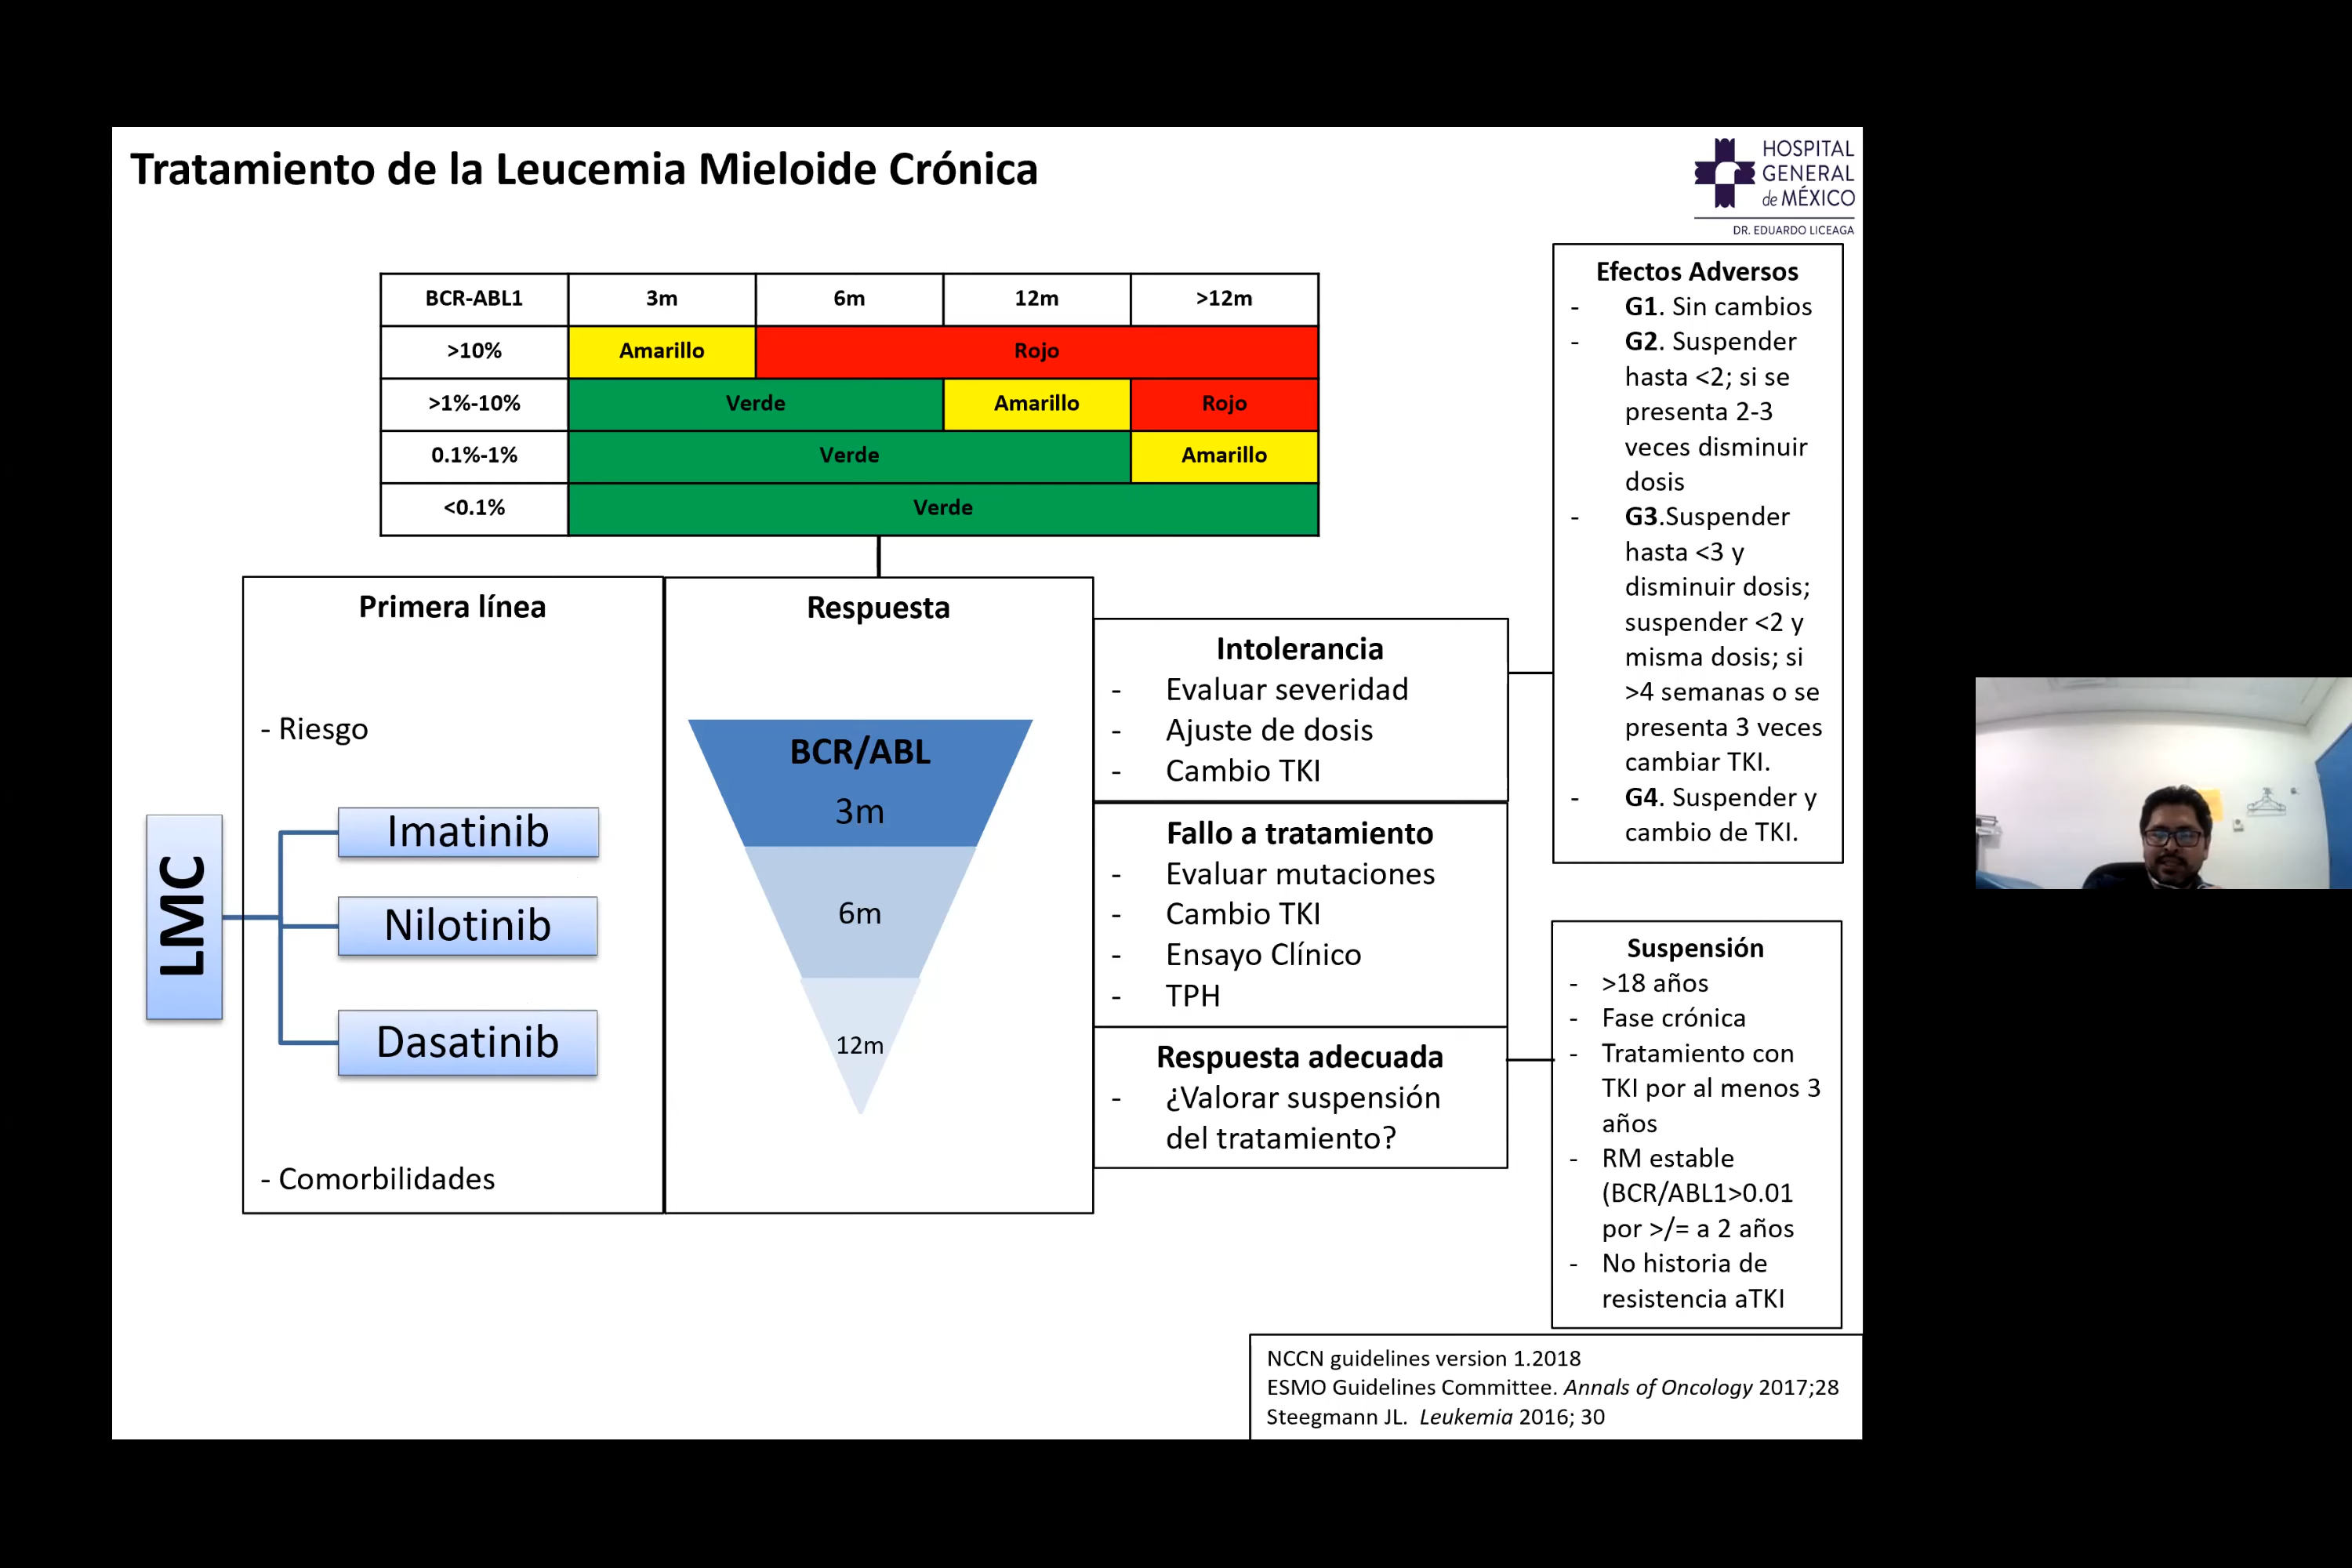 Tratamiento de la Leucemia Mieloide Crónica
HOSPITAL
GENERAL
de MÉXICO
DR. EDUARDO LICEAGA
BCR-ABL1 3m 6m 12m >12m
>10% Amarillo Rojo
>1%-10% Verde Amarillo Rojo
0.1%-1% Verde Amarillo
<0.1% Verde
LMC
Primera línea
- Riesgo
Imatinib
Nilotinib
Dasatinib
- Comorbilidades
Respuesta
BCR/ABL
3m
6m
12m
Intolerancia
- Evaluar severidad
- Ajuste de dosis
- Cambio TKI
Fallo a tratamiento
- Evaluar mutaciones
- Cambio TKI
- Ensayo Clínico
- TPH
Respuesta adecuada
- ¿Valorar suspensión
del tratamiento?
Efectos Adversos
- G1. Sin cambios
- G2. Suspender
hasta <2; si se
presenta 2-3
veces disminuir
dosis
- G3.Suspender
hasta <3 y
disminuir dosis;
suspender <2 y
misma dosis; si
>4 semanas o se
presenta 3 veces
cambiar TKI.
- G4. Suspender y
cambio de TKI.
Suspensión
- >18 años
- Fase crónica
- Tratamiento con
TKI por al menos 3
años
- RM estable
(BCR/ABL1>0.01
por >/= a 2 años
- No historia de
resistencia aTKI
NCCN guidelines version 1.2018
ESMO Guidelines Committee. Annals of Oncology 2017;28
Steegmann JL. Leukemia 2016; 30